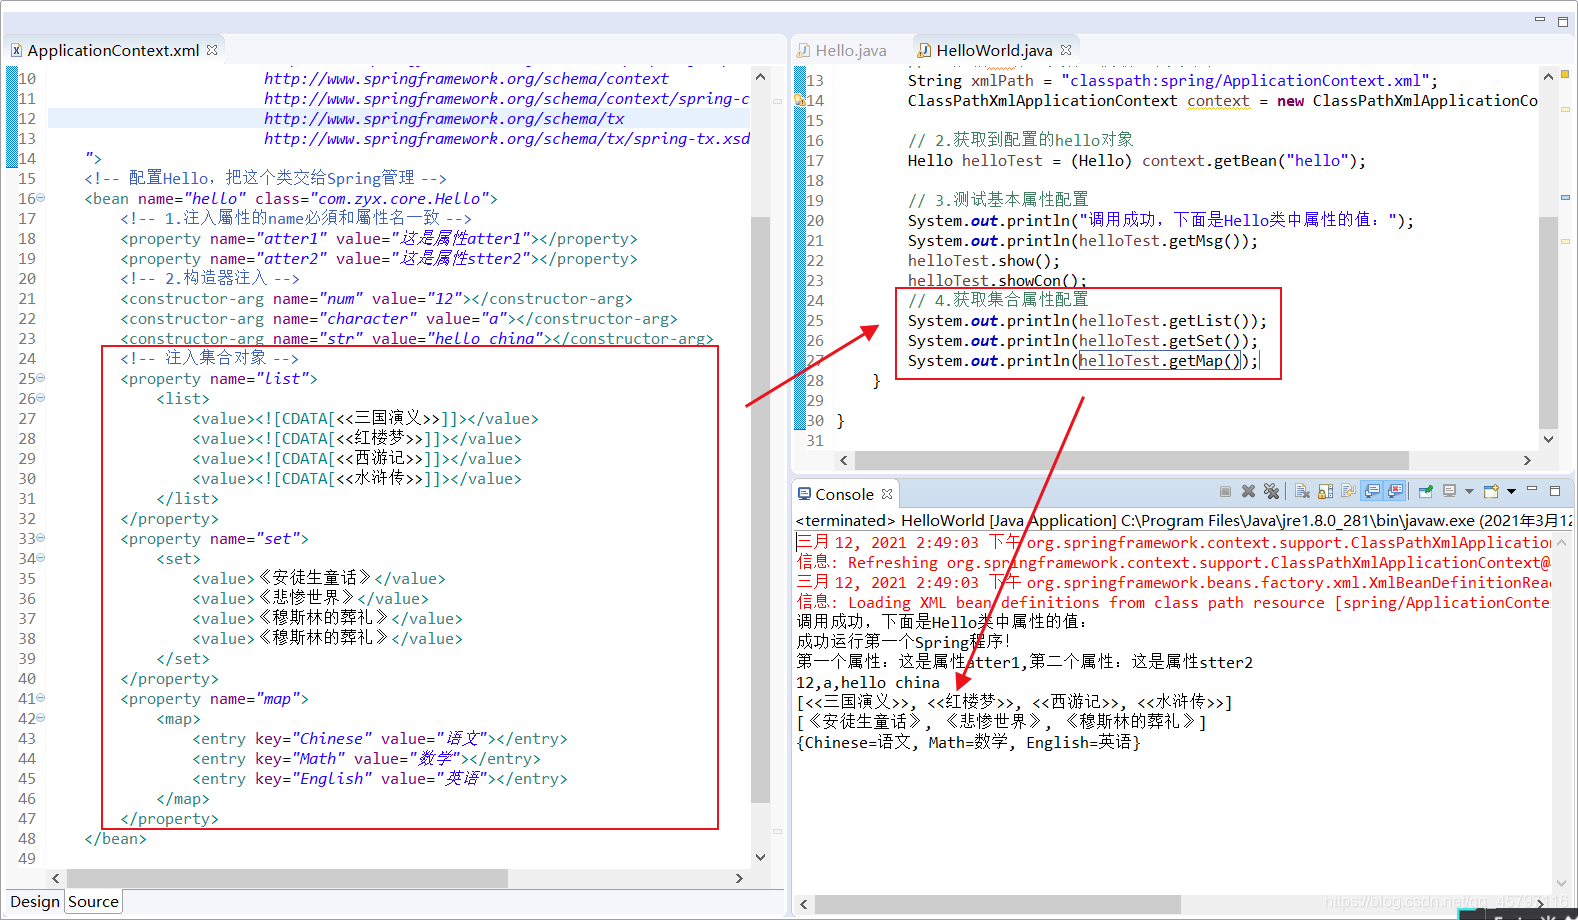 ApplicationContext.xml
10 http://www.springframework.org/schema/context
11 http://www.springframework.org/schema/context/spring-c
12 http://www.springframework.org/schema/tx
13 http://www.springframework.org/schema/tx/spring-tx.xsd
14 ">
15 <!-- 配置Hello, 把这个类交给Spring管理 -->
16 <bean name="hello" class="com.zyx.core.Hello">
17 <!-- 1.注入屬性的name必須和屬性名一致 -->
18 <property name="atter1" value="这是属性atter1"></property>
19 <property name="atter2" value="这是属性stter2"></property>
20 <!-- 2.构造器注入 -->
21 <constructor-arg name="num" value="12"></constructor-arg>
22 <constructor-arg name="character" value="a"></constructor-arg>
23 <constructor-arg name="str" value="hello china"></constructor-arg>
24 <!-- 注入集合对象 -->
25 <property name="list">
26 <list>
27 <value><![CDATA[<<三国演义>>]]></value>
28 <value><![CDATA[<<红楼梦>>]]></value>
29 <value><![CDATA[<<西游记>>]]></value>
30 <value><![CDATA[<<水浒传>>]]></value>
31 </list>
32 </property>
33 <property name="set">
34 <set>
35 <value>《安徒生童话》</value>
36 <value>《悲惨世界》</value>
37 <value>《穆斯林的葬礼》</value>
38 <value>《穆斯林的葬礼》</value>
39 </set>
40 </property>
41 <property name="map">
42 <map>
43 <entry key="Chinese" value="语文"></entry>
44 <entry key="Math" value="数学"></entry>
45 <entry key="English" value="英语"></entry>
46 </map>
47 </property>
48 </bean>
49
Design Source
Hello.java HelloWorld.java
13 String xmlPath = "classpath:spring/ApplicationContext.xml";
14 ClassPathXmlApplicationContext context = new ClassPathXmlApplicationCo
15
16 // 2.获取到配置的hello对象
17 Hello helloTest = (Hello) context.getBean("hello");
18
19 // 3.测试基本属性配置
20 System.out.println("调用成功, 下面是Hello类中属性的值: ");
21 System.out.println(helloTest.getMsg());
22 helloTest.show();
23 helloTest.showCon();
24 // 4.获取集合属性配置
25 System.out.println(helloTest.getList());
26 System.out.println(helloTest.getSet());
27 System.out.println(helloTest.getMap());
28 }
29
30 }
31
Console
<terminated> HelloWorld [Java Application] C:\Program Files\Java\jre1.8.0_281\bin\javaw.exe (2021年3月12
三月 12, 2021 2:49:03 下午 org.springframework.context.support.ClassPathXmlApplication
信息: Refreshing org.springframework.context.support.ClassPathXmlApplicationContext@
三月 12, 2021 2:49:03 下午 org.springframework.beans.factory.xml.XmlBeanDefinitionRea
信息: Loading XML bean definitions from class path resource [spring/ApplicationConte
调用成功, 下面是Hello类中属性的值:
成功运行第一个Spring程序!
第一个属性: 这是属性atter1,第二个属性: 这是属性stter2
12,a,hello china
[<<三国演义>>, <<红楼梦>>, <<西游记>>, <<水浒传>>]
[《安徒生童话》, 《悲惨世界》, 《穆斯林的葬礼》]
{Chinese=语文, Math=数学, English=英语}